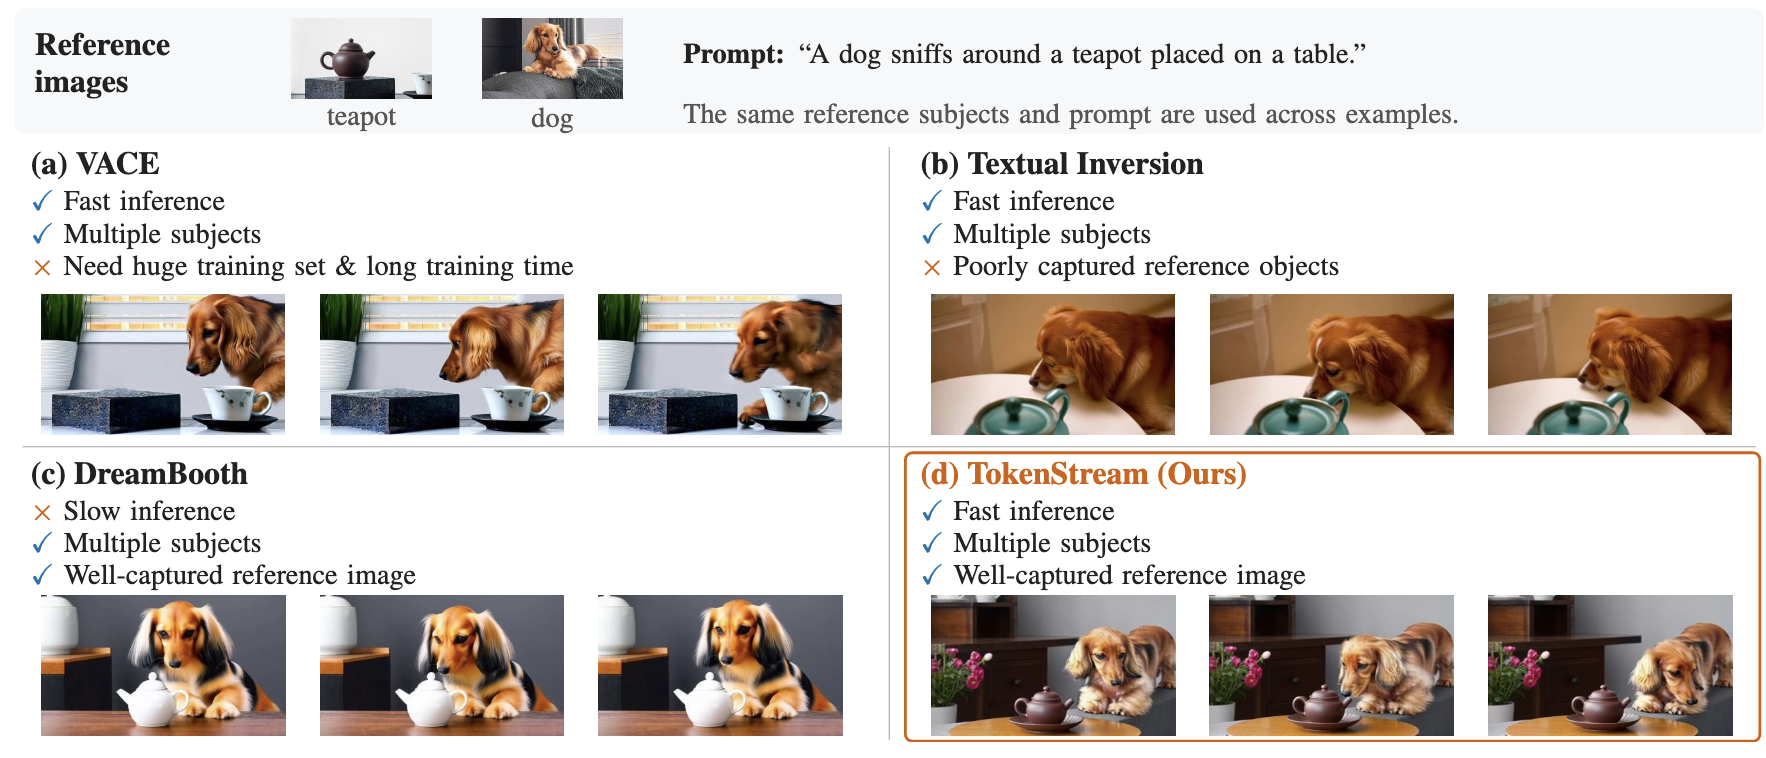 Reference
images
teapot
dog
Prompt: “A dog sniffs around a teapot placed on a table.”
The same reference subjects and prompt are used across examples.
(a) VACE
✓ Fast inference
✓ Multiple subjects
× Need huge training set & long training time
(b) Textual Inversion
✓ Fast inference
✓ Multiple subjects
× Poorly captured reference objects
(c) DreamBooth
× Slow inference
✓ Multiple subjects
✓ Well-captured reference image
(d) TokenStream (Ours)
✓ Fast inference
✓ Multiple subjects
✓ Well-captured reference image